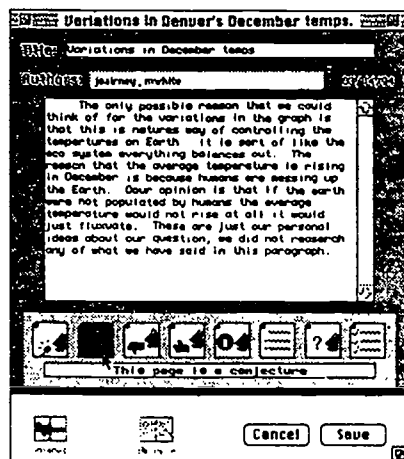 Variations in Denver's December temps.
Title: Variations in December temps
Authors: jsairney, mvhite
The only possible reason that we could
think of for the variations in the graph is
that this is natures way of controlling the
tempertures on Earth  it is sort of like the
eco system everything balances out.  The
reason that the average temperature is rising
in December is because humans are messing up
the Earth.  Oour opinion is that if the earth
were not populated by humans the average
temperature would not rise at all it would
just fluxuate.  These are just our personal
ideas about our question, we did not reaserch
any of what we have said in this paragraph.
?
This page is a conjecture
Cancel Save